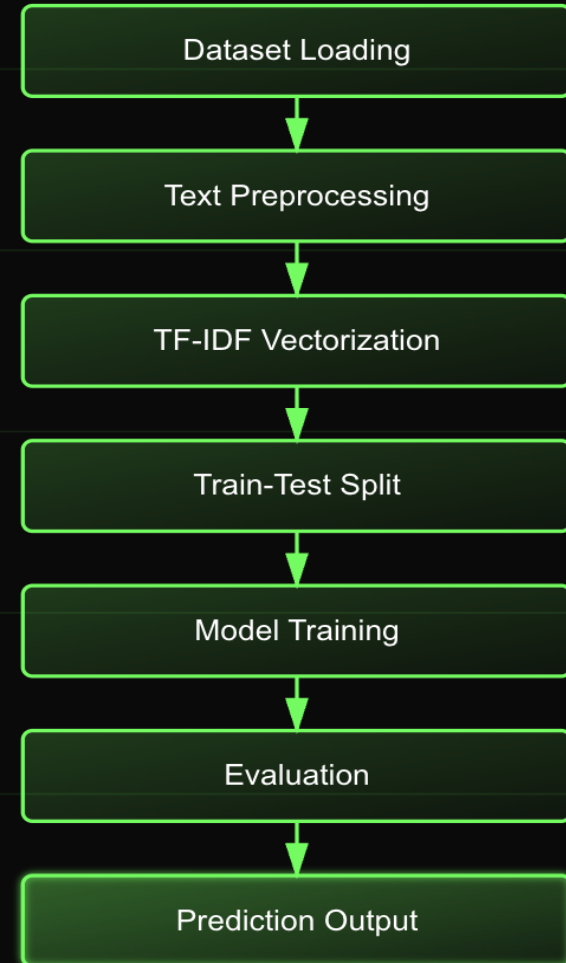 Dataset Loading
Text Preprocessing
TF-IDF Vectorization
Train-Test Split
Model Training
Evaluation
Prediction Output